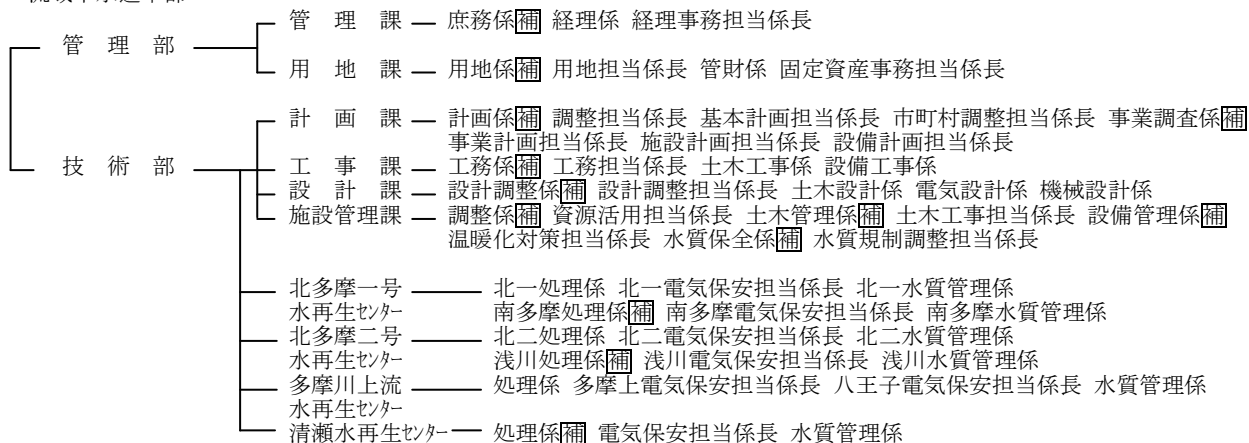 管　理　課　庶務係補　経理係　経理事務担当係長
管　理　部
用　地　課　用地係補　用地担当係長　管財係　固定資産事務担当係長
計　画　課　計画係補　調整担当係長　基本計画担当係長　市町村調整担当係長　事業調査係補
事業計画担当係長　施設計画担当係長　設備計画担当係長
技　術　部　工　事　課　工務係補　工務担当係長　土木工事係　設備工事係
設　計　課　設計調整係補　設計調整担当係長　土木設計係　電気設計係　機械設計係
施設管理課　調整係補　資源活用担当係長　土木管理係補　土木工事担当係長　設備管理係補
温暖化対策担当係長　水質保全係補　水質規制調整担当係長
北多摩一号　北一処理係　北一電気保安担当係長　北一水質管理係
水再生ｾﾝﾀｰ　南多摩処理係補　南多摩電気保安担当係長　南多摩水質管理係
北多摩二号　北二処理係　北二電気保安担当係長　北二水質管理係
水再生ｾﾝﾀｰ　浅川処理係補　浅川電気保安担当係長　浅川水質管理係
多摩川上流　処理係　多摩上電気保安担当係長　八王子電気保安担当係長　水質管理係
水再生ｾﾝﾀｰ
清瀬水再生ｾﾝﾀｰ　処理係補　電気保安担当係長　水質管理係